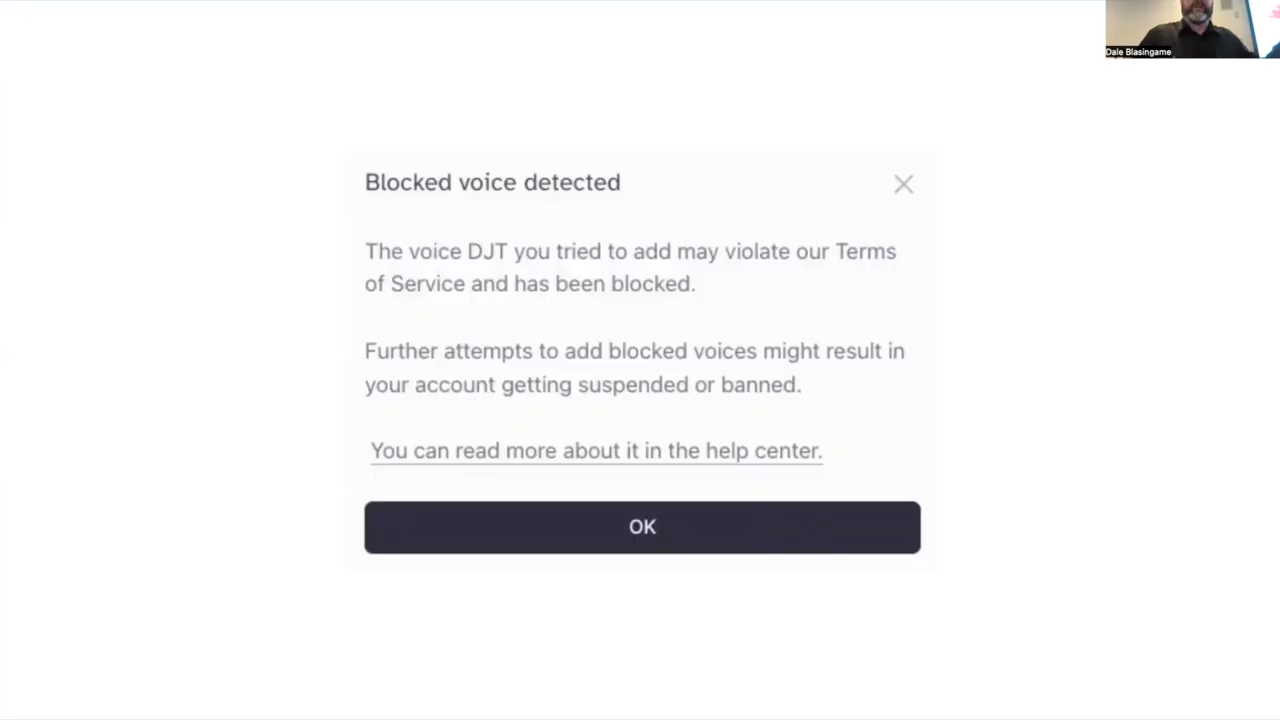 Dale Blasingame
Blocked voice detected
The voice DJT you tried to add may violate our Terms
of Service and has been blocked.
Further attempts to add blocked voices might result in
your account getting suspended or banned.
You can read more about it in the help center.
OK